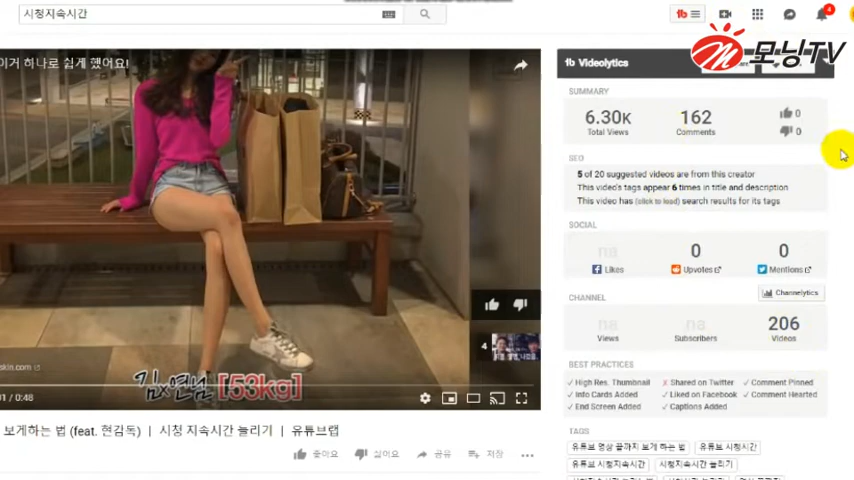 시청지속시간
모닝TV
이거 하나로 쉽게 했어요!
Videolytics
SUMMARY
6.30K
Total Views
162
Comments
0
0
SEO
5 of 20 suggested videos are from this creator
This video's tags appear 6 times in title and description
This video has (click to load) search results for its tags
SOCIAL
na
Likes
0
Upvotes
0
Mentions
Channelytics
CHANNEL
na
Views
na
Subscribers
206
Videos
BEST PRACTICES
✓ High Res. Thumbnail X Shared on Twitter ✓ Comment Pinned
✓ Info Cards Added ✓ Liked on Facebook ✓ Comment Hearted
✓ End Screen Added ✓ Captions Added
TAGS
유튜브 영상 끝까지 보게 하는 법 유튜브 시청시간
유튜브 시청지속시간 시청지속시간 늘리기
4
skin.com
김x연님 [53kg]
/ 0:48
보게하는 법 (feat. 현감독) | 시청 지속시간 늘리기 | 유튜브랩
좋아요 싫어요 공유 저장